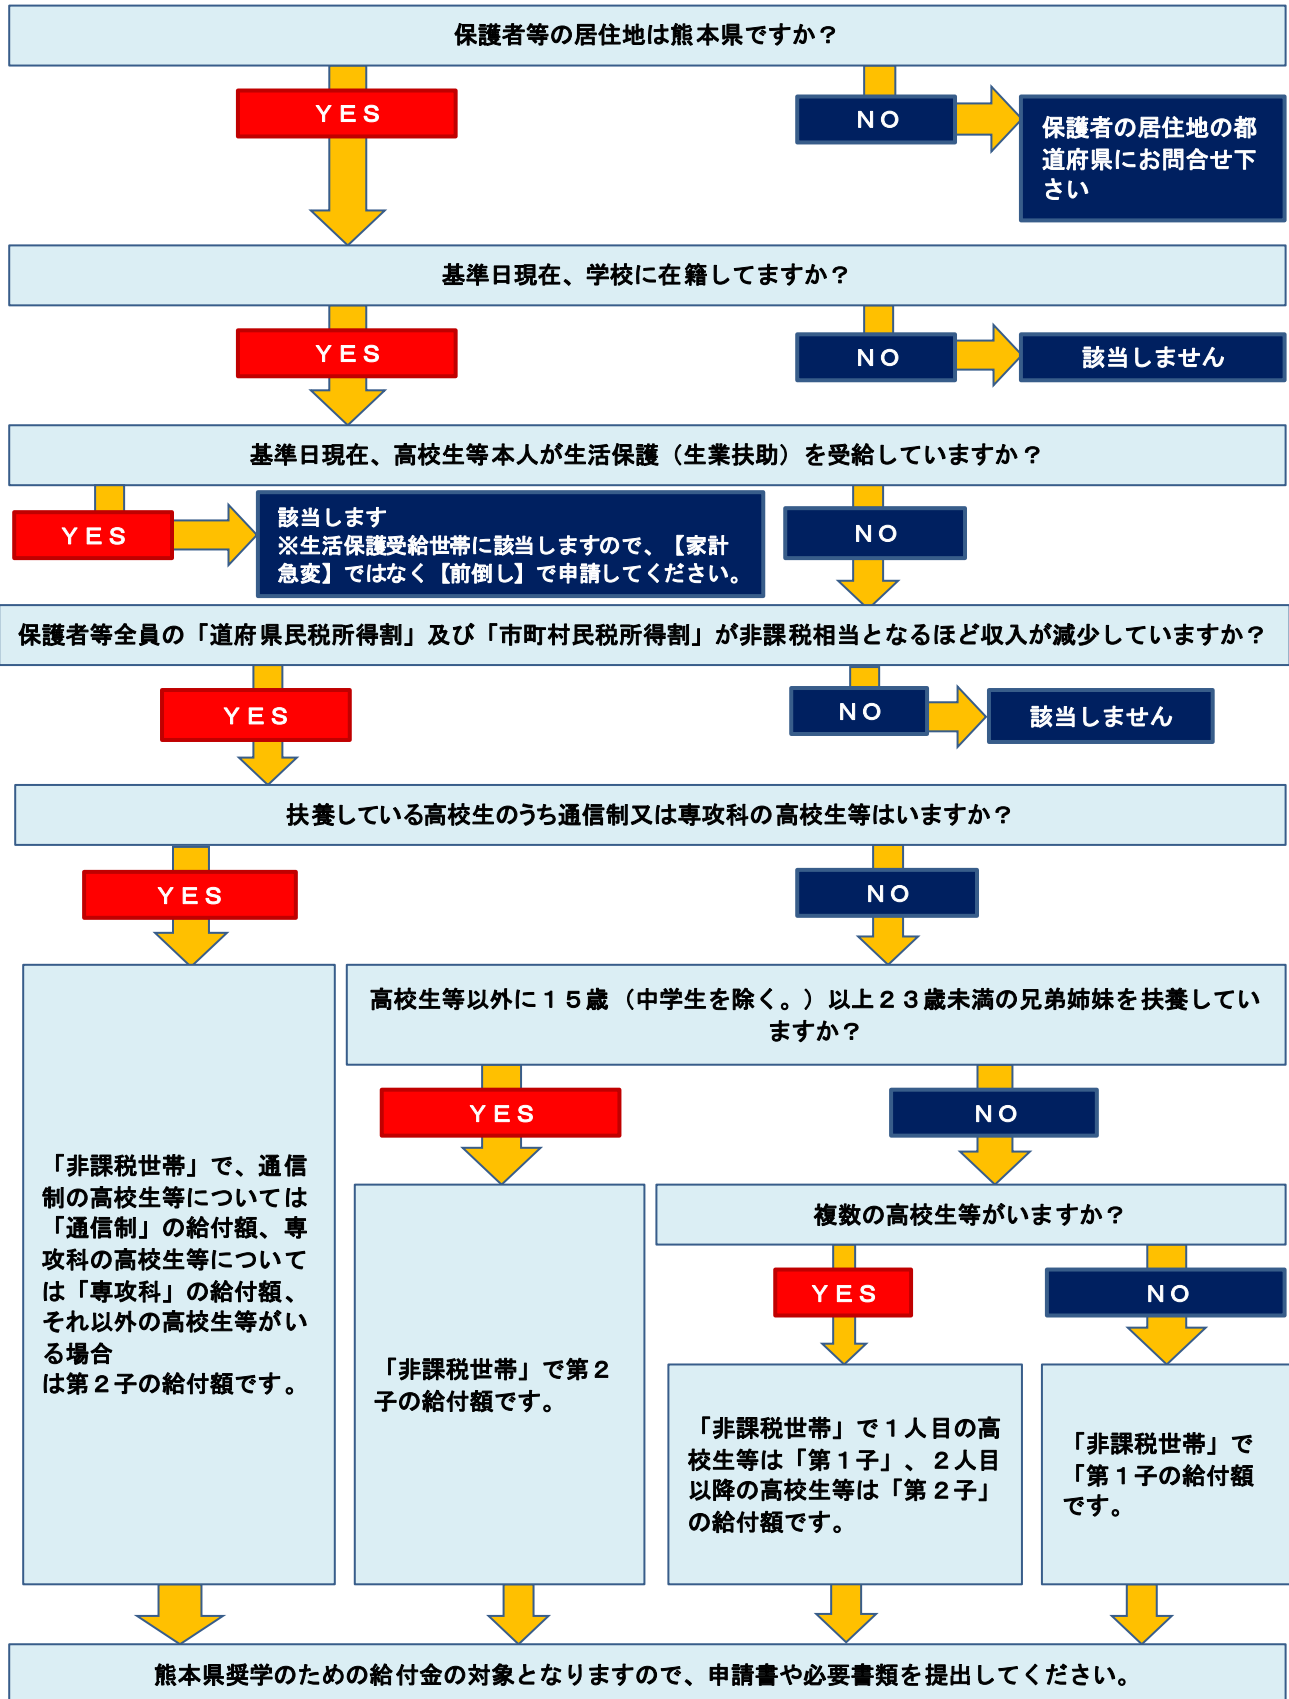 保護者等の居住地は熊本県ですか？
ＹＥＳ
ＮＯ
保護者の居住地の都
道府県にお問合せ下
さい
基準日現在、学校に在籍してますか？
ＹＥＳ
ＮＯ
該当しません
基準日現在、高校生等本人が生活保護（生業扶助）を受給していますか？
ＹＥＳ
該当します
※生活保護受給世帯に該当しますので、【家計
急変】ではなく【前倒し】で申請してください。
ＮＯ
保護者等全員の「道府県民税所得割」及び「市町村民税所得割」が非課税相当となるほど収入が減少していますか？
ＹＥＳ
ＮＯ
該当しません
扶養している高校生のうち通信制又は専攻科の高校生等はいますか？
ＹＥＳ
ＮＯ
「非課税世帯」で、通信
制の高校生等については
「通信制」の給付額、専
攻科の高校生等について
は「専攻科」の給付額、
それ以外の高校生等がい
る場合
は第２子の給付額です。
高校生等以外に１５歳（中学生を除く。）以上２３歳未満の兄弟姉妹を扶養してい
ますか？
ＹＥＳ
ＮＯ
「非課税世帯」で第２
子の給付額です。
複数の高校生等がいますか？
ＹＥＳ
ＮＯ
「非課税世帯」で１人目の高
校生等は「第１子」、２人目
以降の高校生等は「第２子」
の給付額です。
「非課税世帯」で
「第１子の給付額
です。
熊本県奨学のための給付金の対象となりますので、申請書や必要書類を提出してください。